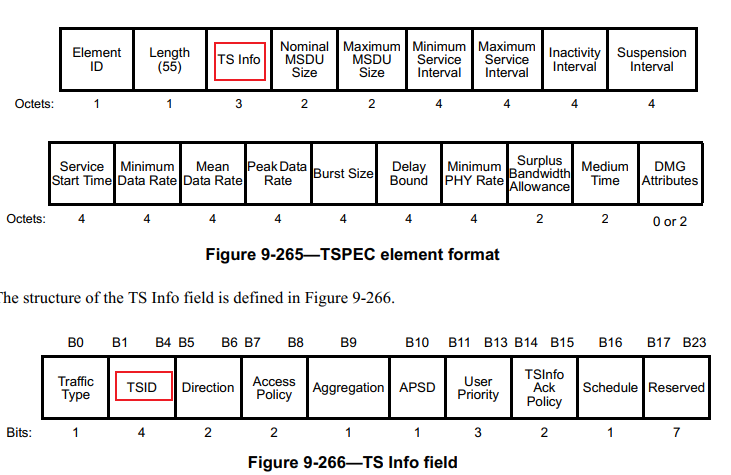 Element ID Length (55) TS Info Nominal MSDU Size Maximum MSDU Size Minimum Service Interval Maximum Service Interval Inactivity Interval Suspension Interval
Octets: 1 1 3 2 2 4 4 4 4
Service Start Time Minimum Data Rate Mean Data Rate Peak Data Rate Burst Size Delay Bound Minimum PHY Rate Surplus Bandwidth Allowance Medium Time DMG Attributes
Octets: 4 4 4 4 4 4 4 2 2 0 or 2
Figure 9-265—TSPEC element format
The structure of the TS Info field is defined in Figure 9-266.
B0 B1 B4 B5 B6 B7 B8 B9 B10 B11 B13 B14 B15 B16 B17 B23
Traffic Type TSID Direction Access Policy Aggregation APSD User Priority TSInfo Ack Policy Schedule Reserved
Bits: 1 4 2 2 1 1 3 2 1 7
Figure 9-266—TS Info field